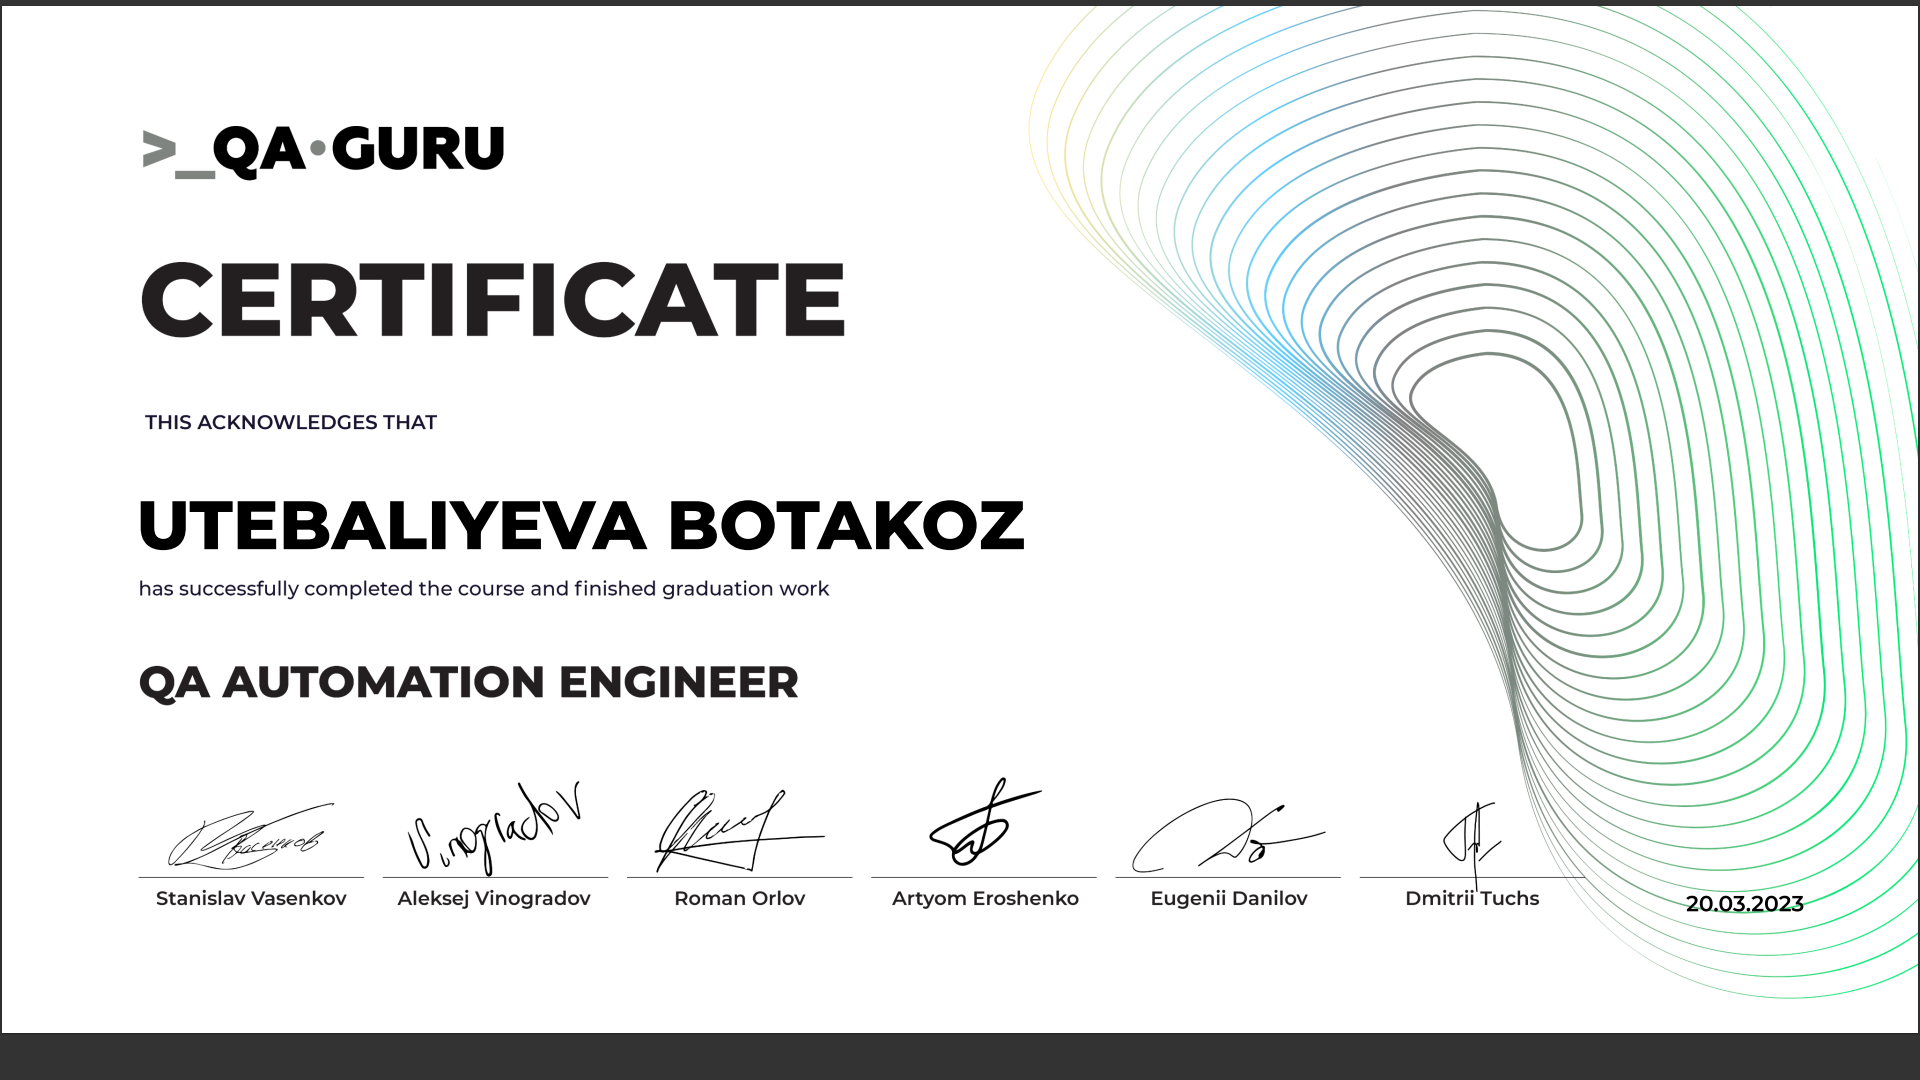 >_QA•GURU
CERTIFICATE
THIS ACKNOWLEDGES THAT
UTEBALIYEVA BOTAKOZ
has successfully completed the course and finished graduation work
QA AUTOMATION ENGINEER
Vinogradov
Stanislav Vasenkov Aleksej Vinogradov Roman Orlov Artyom Eroshenko Eugenii Danilov Dmitrii Tuchs 20.03.2023